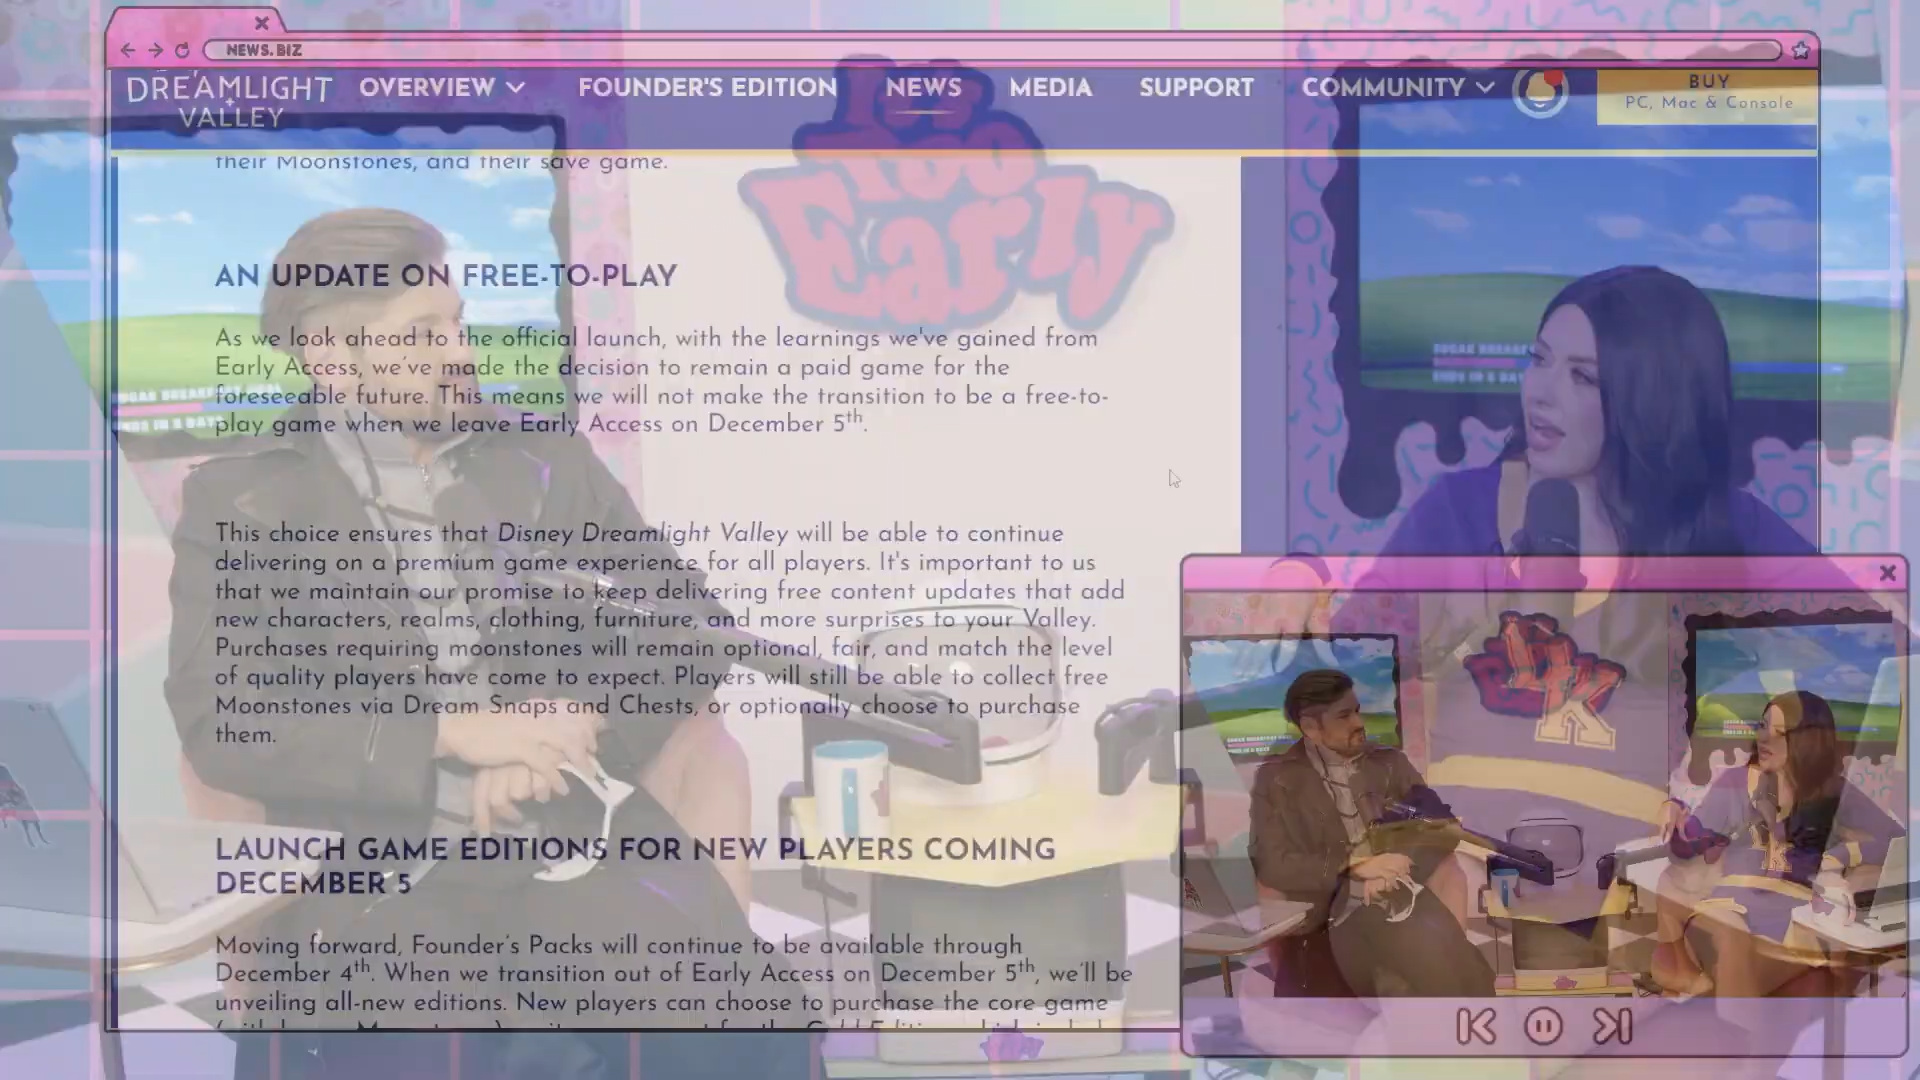 NEWS.BIZ
DREAMLIGHT
VALLEY
OVERVIEW
FOUNDER'S EDITION
NEWS
MEDIA
SUPPORT
COMMUNITY
BUY
PC, Mac & Console
their Moonstones, and their save game.
Too
Early
AN UPDATE ON FREE-TO-PLAY
As we look ahead to the official launch, with the learnings we've gained from
Early Access, we've made the decision to remain a paid game for the
foreseeable future. This means we will not make the transition to be a free-to-
play game when we leave Early Access on December 5th.
This choice ensures that Disney Dreamlight Valley will be able to continue
delivering on a premium game experience for all players. It's important to us
that we maintain our promise to keep delivering free content updates that add
new characters, realms, clothing, furniture, and more surprises to your Valley.
Purchases requiring moonstones will remain optional, fair, and match the level
of quality players have come to expect. Players will still be able to collect free
Moonstones via Dream Snaps and Chests, or optionally choose to purchase
them.
LAUNCH GAME EDITIONS FOR NEW PLAYERS COMING
DECEMBER 5
Moving forward, Founder's Packs will continue to be available through
December 4th. When we transition out of Early Access on December 5th, we'll be
unveiling all-new editions. New players can choose to purchase the core game
K
K